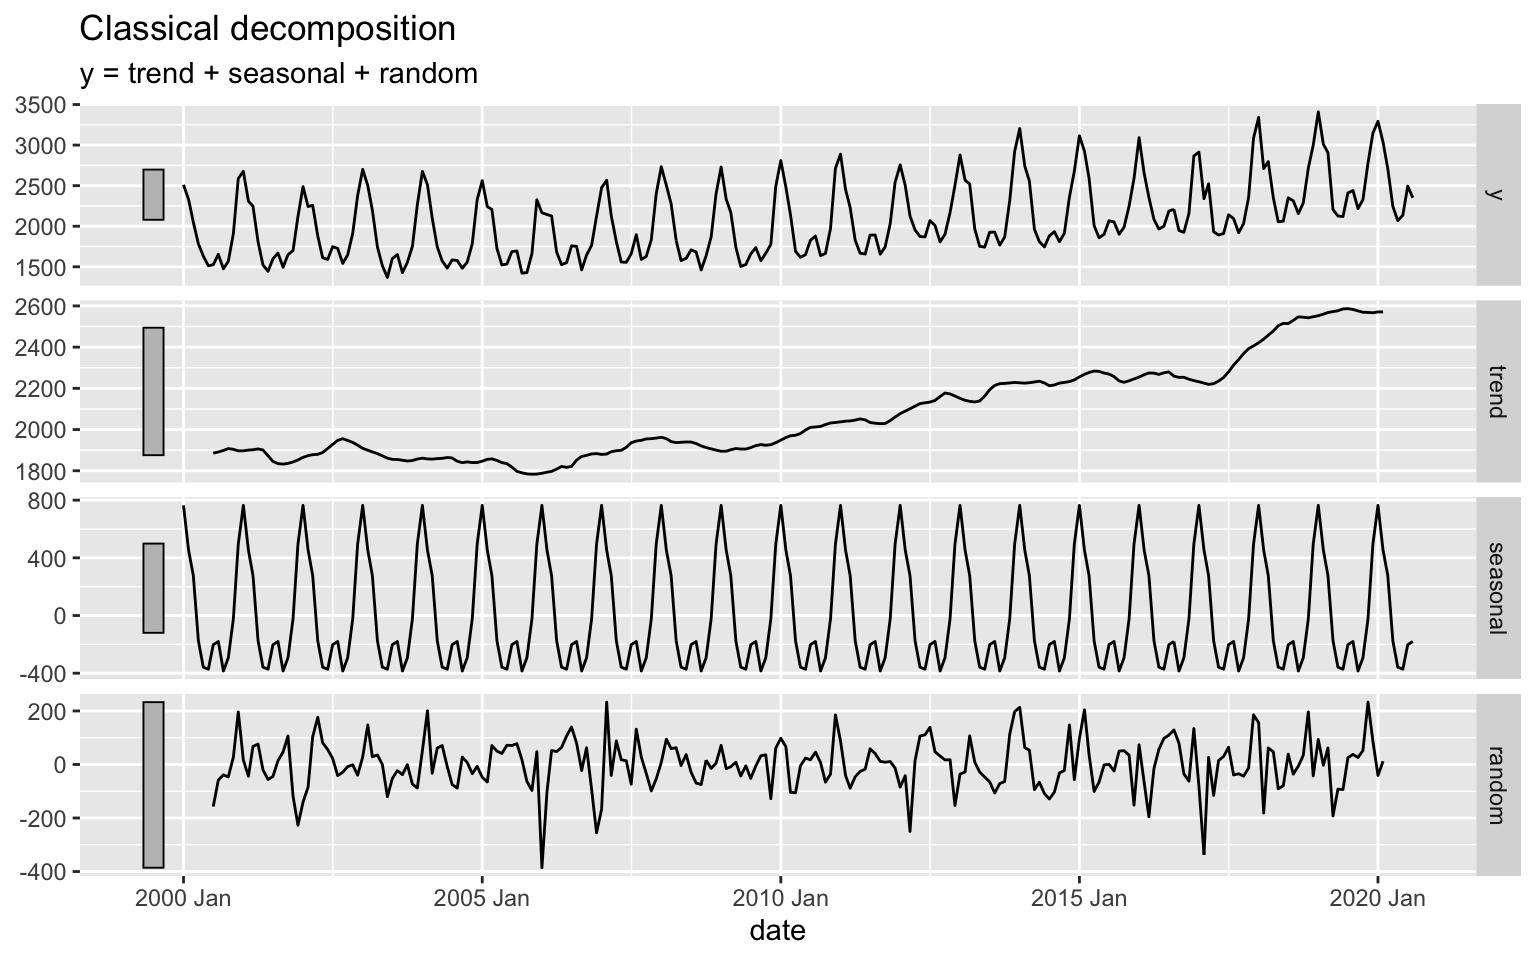 Classical decomposition
y = trend + seasonal + random
3500
3000
2500
2000
1500
y
2600
2400
2200
2000
1800
trend
800
400
0
-400
seasonal
200
0
-200
-400
random
2000 Jan 2005 Jan 2010 Jan 2015 Jan 2020 Jan
date